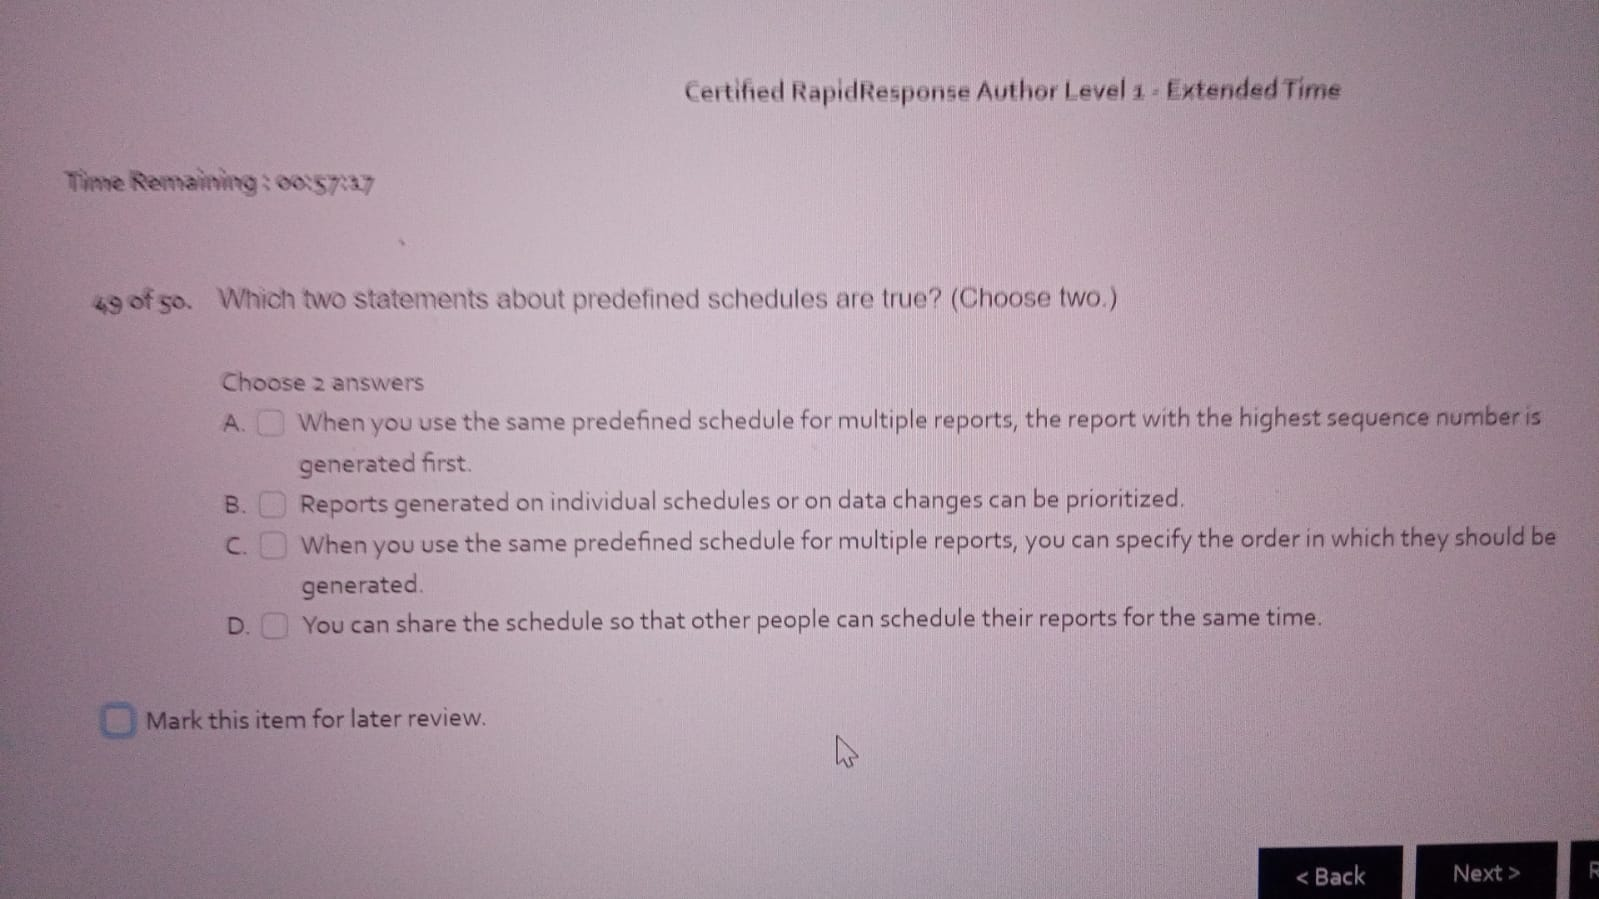 Certified RapidResponse Author Level 1 - Extended Time
Time Remaining : 00:57:27
49 of 50. Which two statements about predefined schedules are true? (Choose two.)
Choose 2 answers
A. When you use the same predefined schedule for multiple reports, the report with the highest sequence number is
generated first.
B. Reports generated on individual schedules or on data changes can be prioritized.
C. When you use the same predefined schedule for multiple reports, you can specify the order in which they should be
generated.
D. You can share the schedule so that other people can schedule their reports for the same time.
Mark this item for later review.
< Back Next >